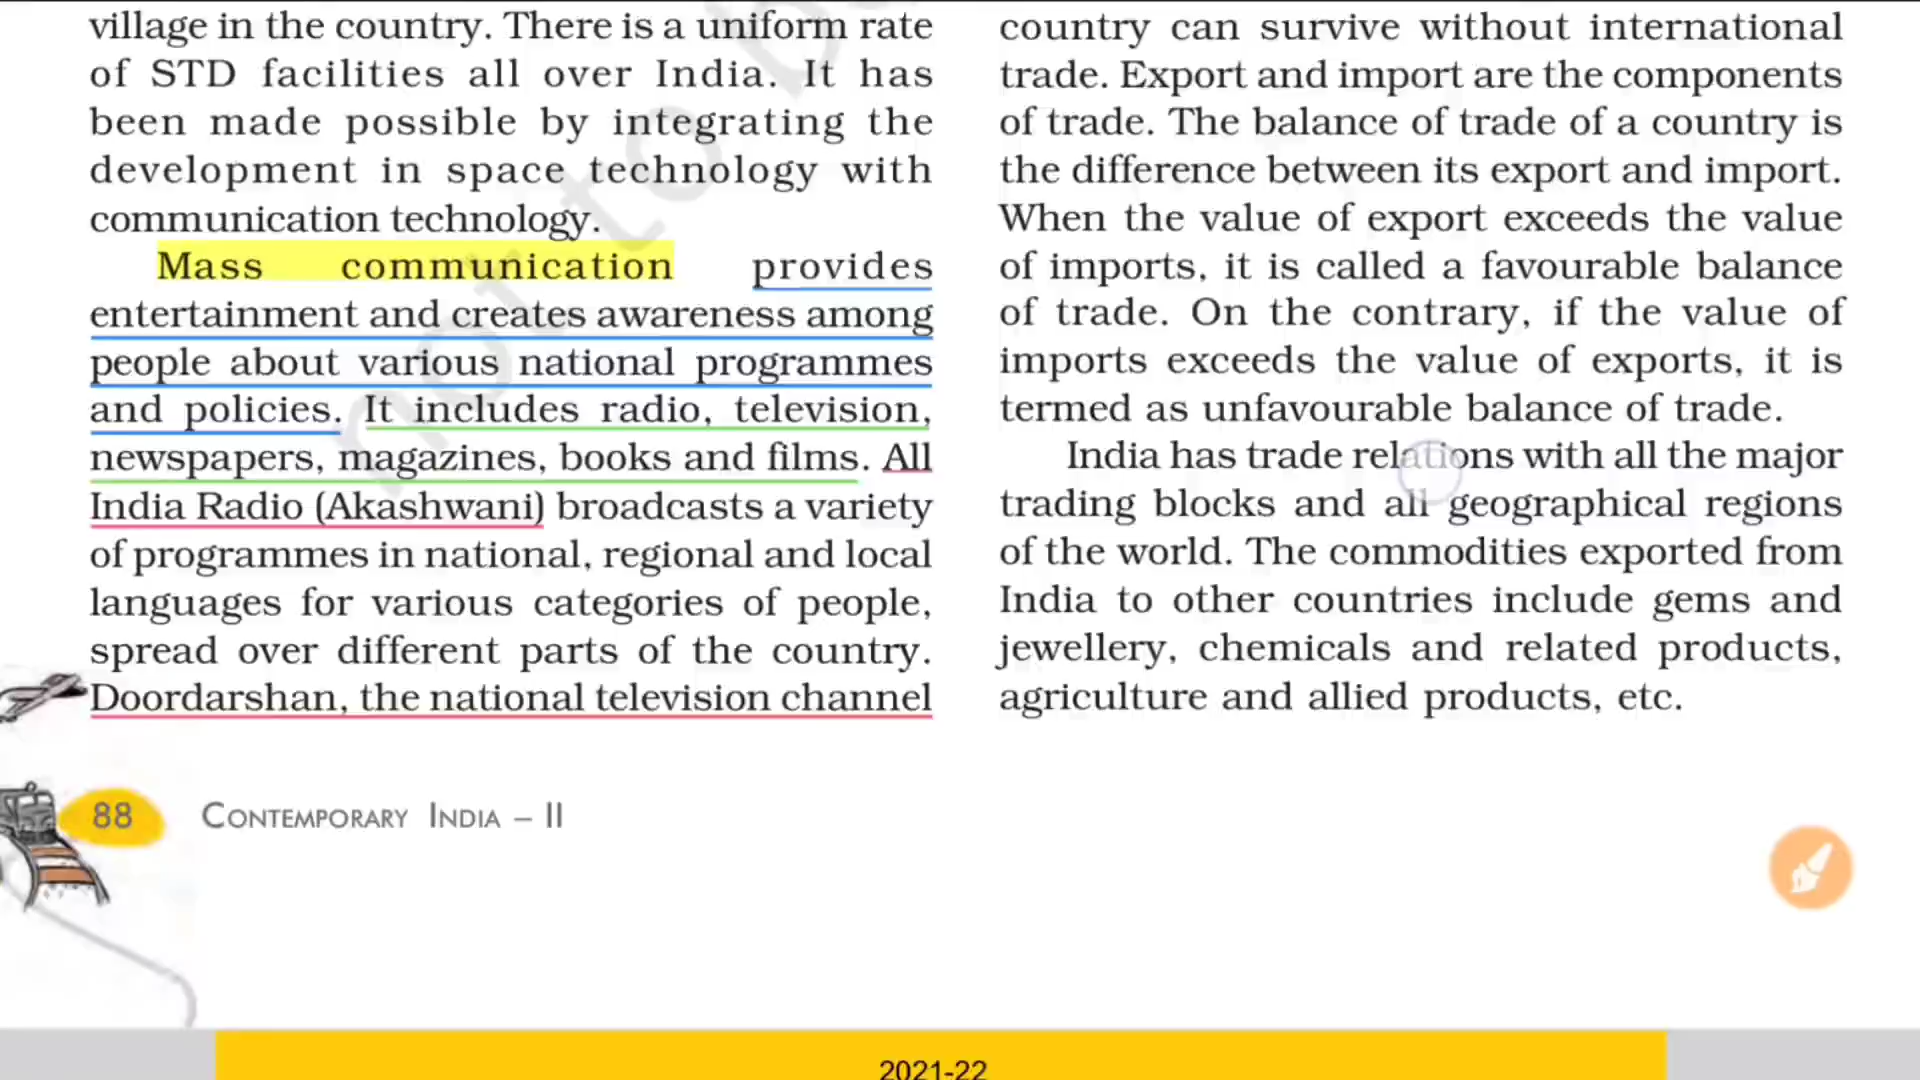 village in the country. There is a uniform rate
of STD facilities all over India. It has
been made possible by integrating the
development in space technology with
communication technology.
Mass communication provides
entertainment and creates awareness among
people about various national programmes
and policies. It includes radio, television,
newspapers, magazines, books and films. All
India Radio (Akashwani) broadcasts a variety
of programmes in national, regional and local
languages for various categories of people,
spread over different parts of the country.
Doordarshan, the national television channel
country can survive without international
trade. Export and import are the components
of trade. The balance of trade of a country is
the difference between its export and import.
When the value of export exceeds the value
of imports, it is called a favourable balance
of trade. On the contrary, if the value of
imports exceeds the value of exports, it is
termed as unfavourable balance of trade.
India has trade relations with all the major
trading blocks and all geographical regions
of the world. The commodities exported from
India to other countries include gems and
jewellery, chemicals and related products,
agriculture and allied products, etc.
88 CONTEMPORARY INDIA – II
2021-22
not to b